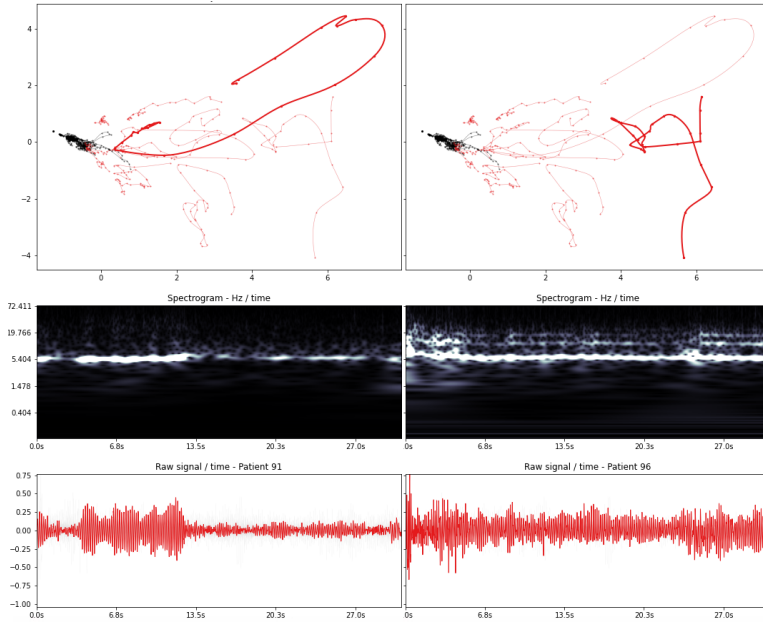 4
2
0
−2
−4
0 2 4 6
0 2 4 6
Spectrogram - Hz / time
Spectrogram - Hz / time
72.411
19.766
5.404
1.478
0.404
0.0s 6.8s 13.5s 20.3s 27.0s
0.0s 6.8s 13.5s 20.3s 27.0s
Raw signal / time - Patient 91
Raw signal / time - Patient 96
0.75
0.50
0.25
0.00
−0.25
−0.50
−0.75
−1.00
0.0s 6.8s 13.5s 20.3s 27.0s
0.0s 6.8s 13.5s 20.3s 27.0s